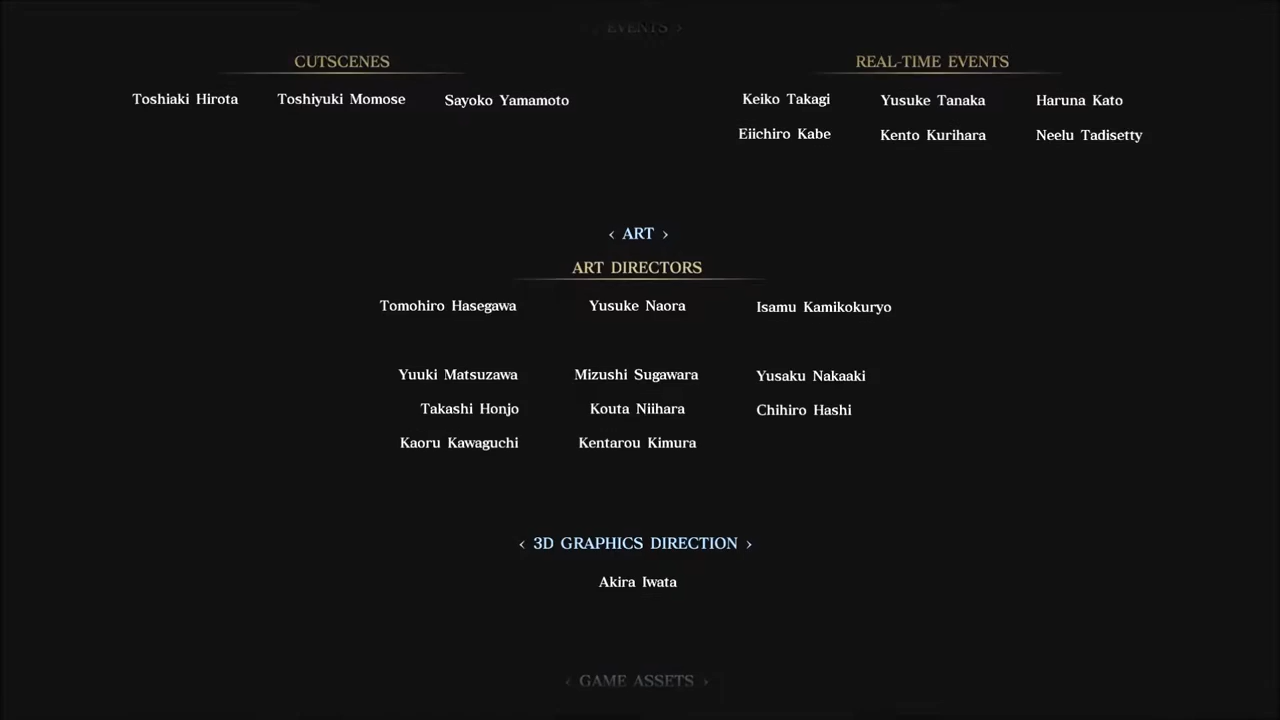 ‹ EVENTS ›
CUTSCENES REAL-TIME EVENTS
Toshiaki Hirota Toshiyuki Momose Sayoko Yamamoto Keiko Takagi Yusuke Tanaka Haruna Kato
Eiichiro Kabe Kento Kurihara Neelu Tadisetty
‹ ART ›
ART DIRECTORS
Tomohiro Hasegawa Yusuke Naora Isamu Kamikokuryo
Yuuki Matsuzawa Mizushi Sugawara Yusaku Nakaaki
Takashi Honjo Kouta Niihara Chihiro Hashi
Kaoru Kawaguchi Kentarou Kimura
‹ 3D GRAPHICS DIRECTION ›
Akira Iwata
‹ GAME ASSETS ›